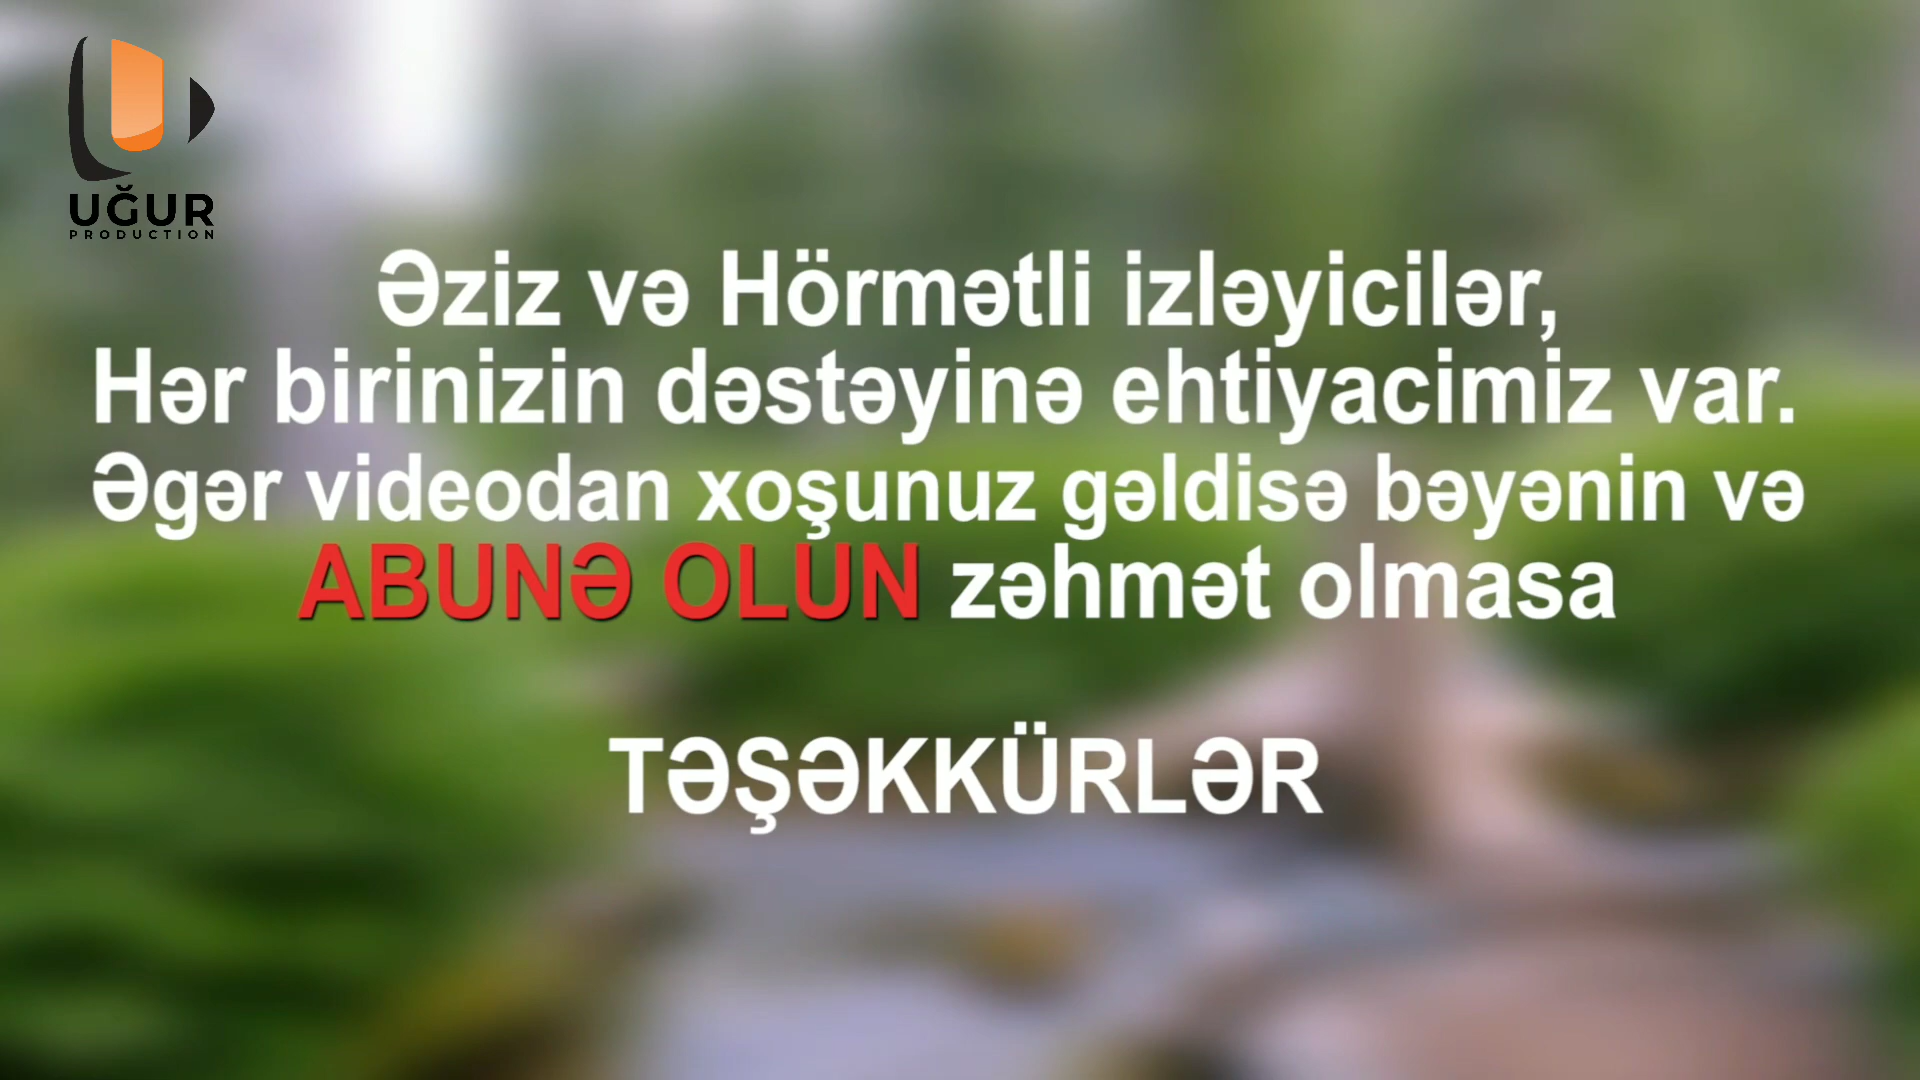 UĞUR
PRODUCTION
Əziz və Hörmətli izləyicilər,
Hər birinizin dəstəyinə ehtiyacimiz var.
Əgər videodan xoşunuz gəldisə bəyənin və
ABUNƏ OLUN zəhmət olmasa
TƏŞƏKKÜRLƏR